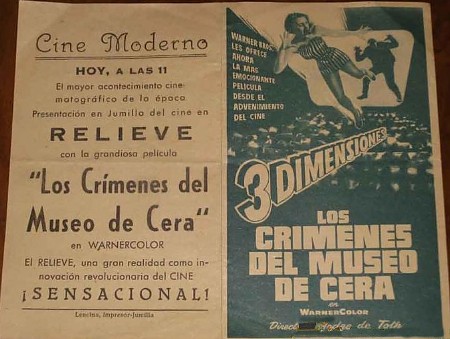 Cine Moderno
HOY, A LAS 11
El mayor acontecimiento cine-
matográfico de la época
Presentación en Jumilla del cine en
RELIEVE
con la grandiosa película
"Los Crímenes del
Museo de Cera"
en WARNERCOLOR
El RELIEVE, una gran realidad como in-
novación revolucionaria del CINE
¡SENSACIONAL!
Lencina, impresor-Jumilla
WARNER BROS.
LES OFRECE
AHORA
LA MAS
EMOCIONANTE
PELICULA
DESDE EL
ADVENIMIENTO
DEL CINE
3 DIMENSIONES
LOS
CRIMENES
DEL MUSEO
DE CERA
en
WARNERCOLOR
de Toth